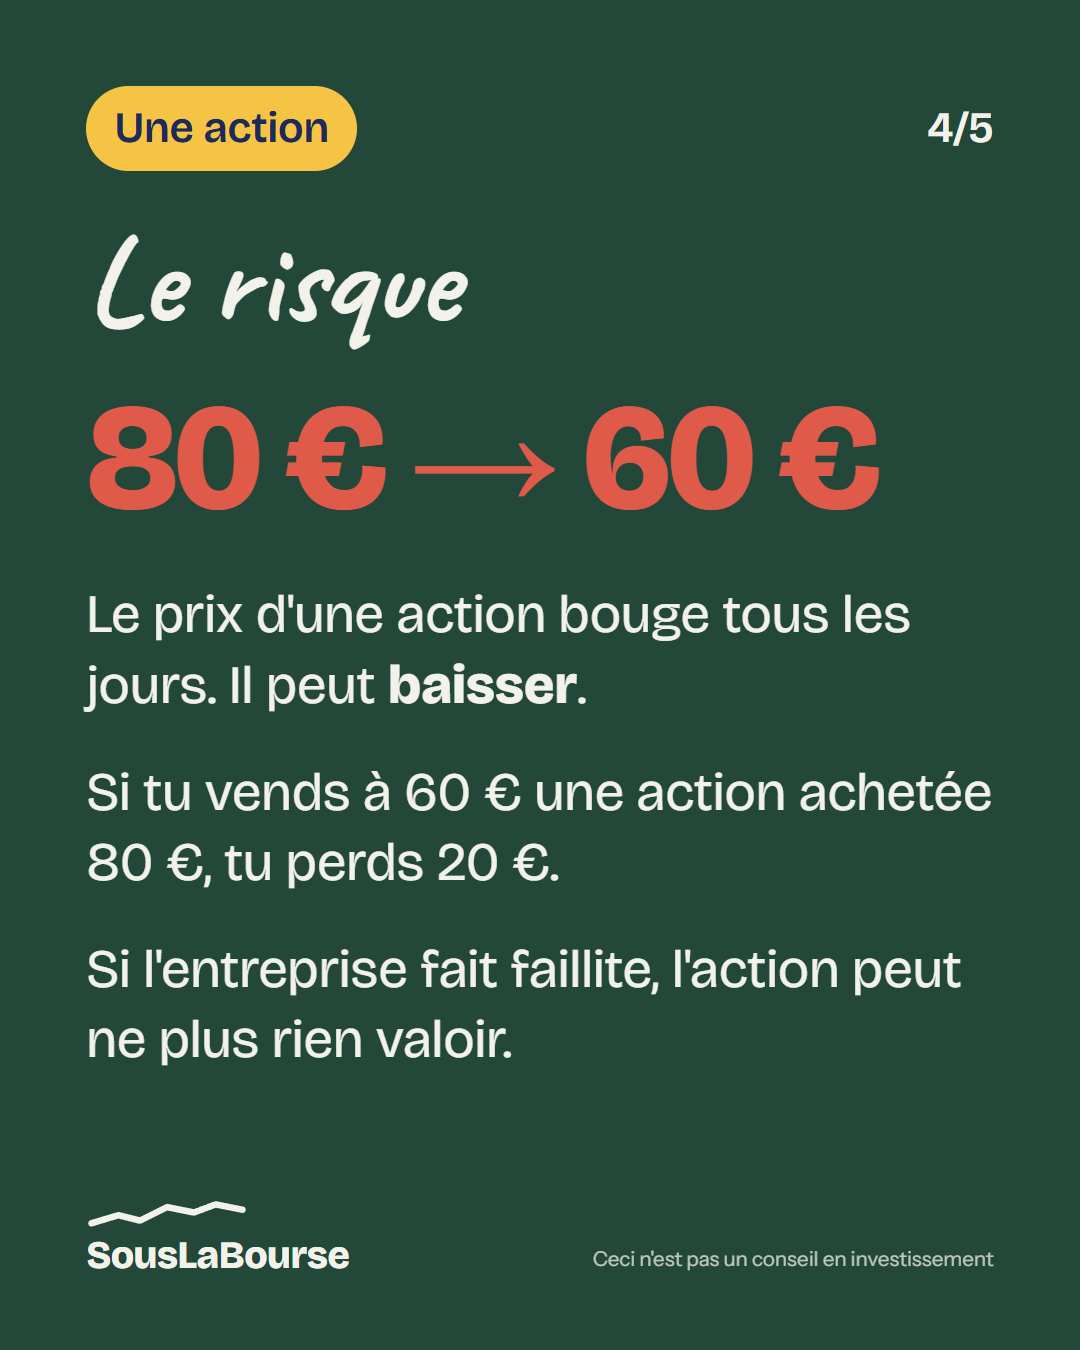 Une action
4/5
Le risque
80 € → 60 €
Le prix d'une action bouge tous les
jours. Il peut baisser.
Si tu vends à 60 € une action achetée
80 €, tu perds 20 €.
Si l'entreprise fait faillite, l'action peut
ne plus rien valoir.
SousLaBourse
Ceci n'est pas un conseil en investissement